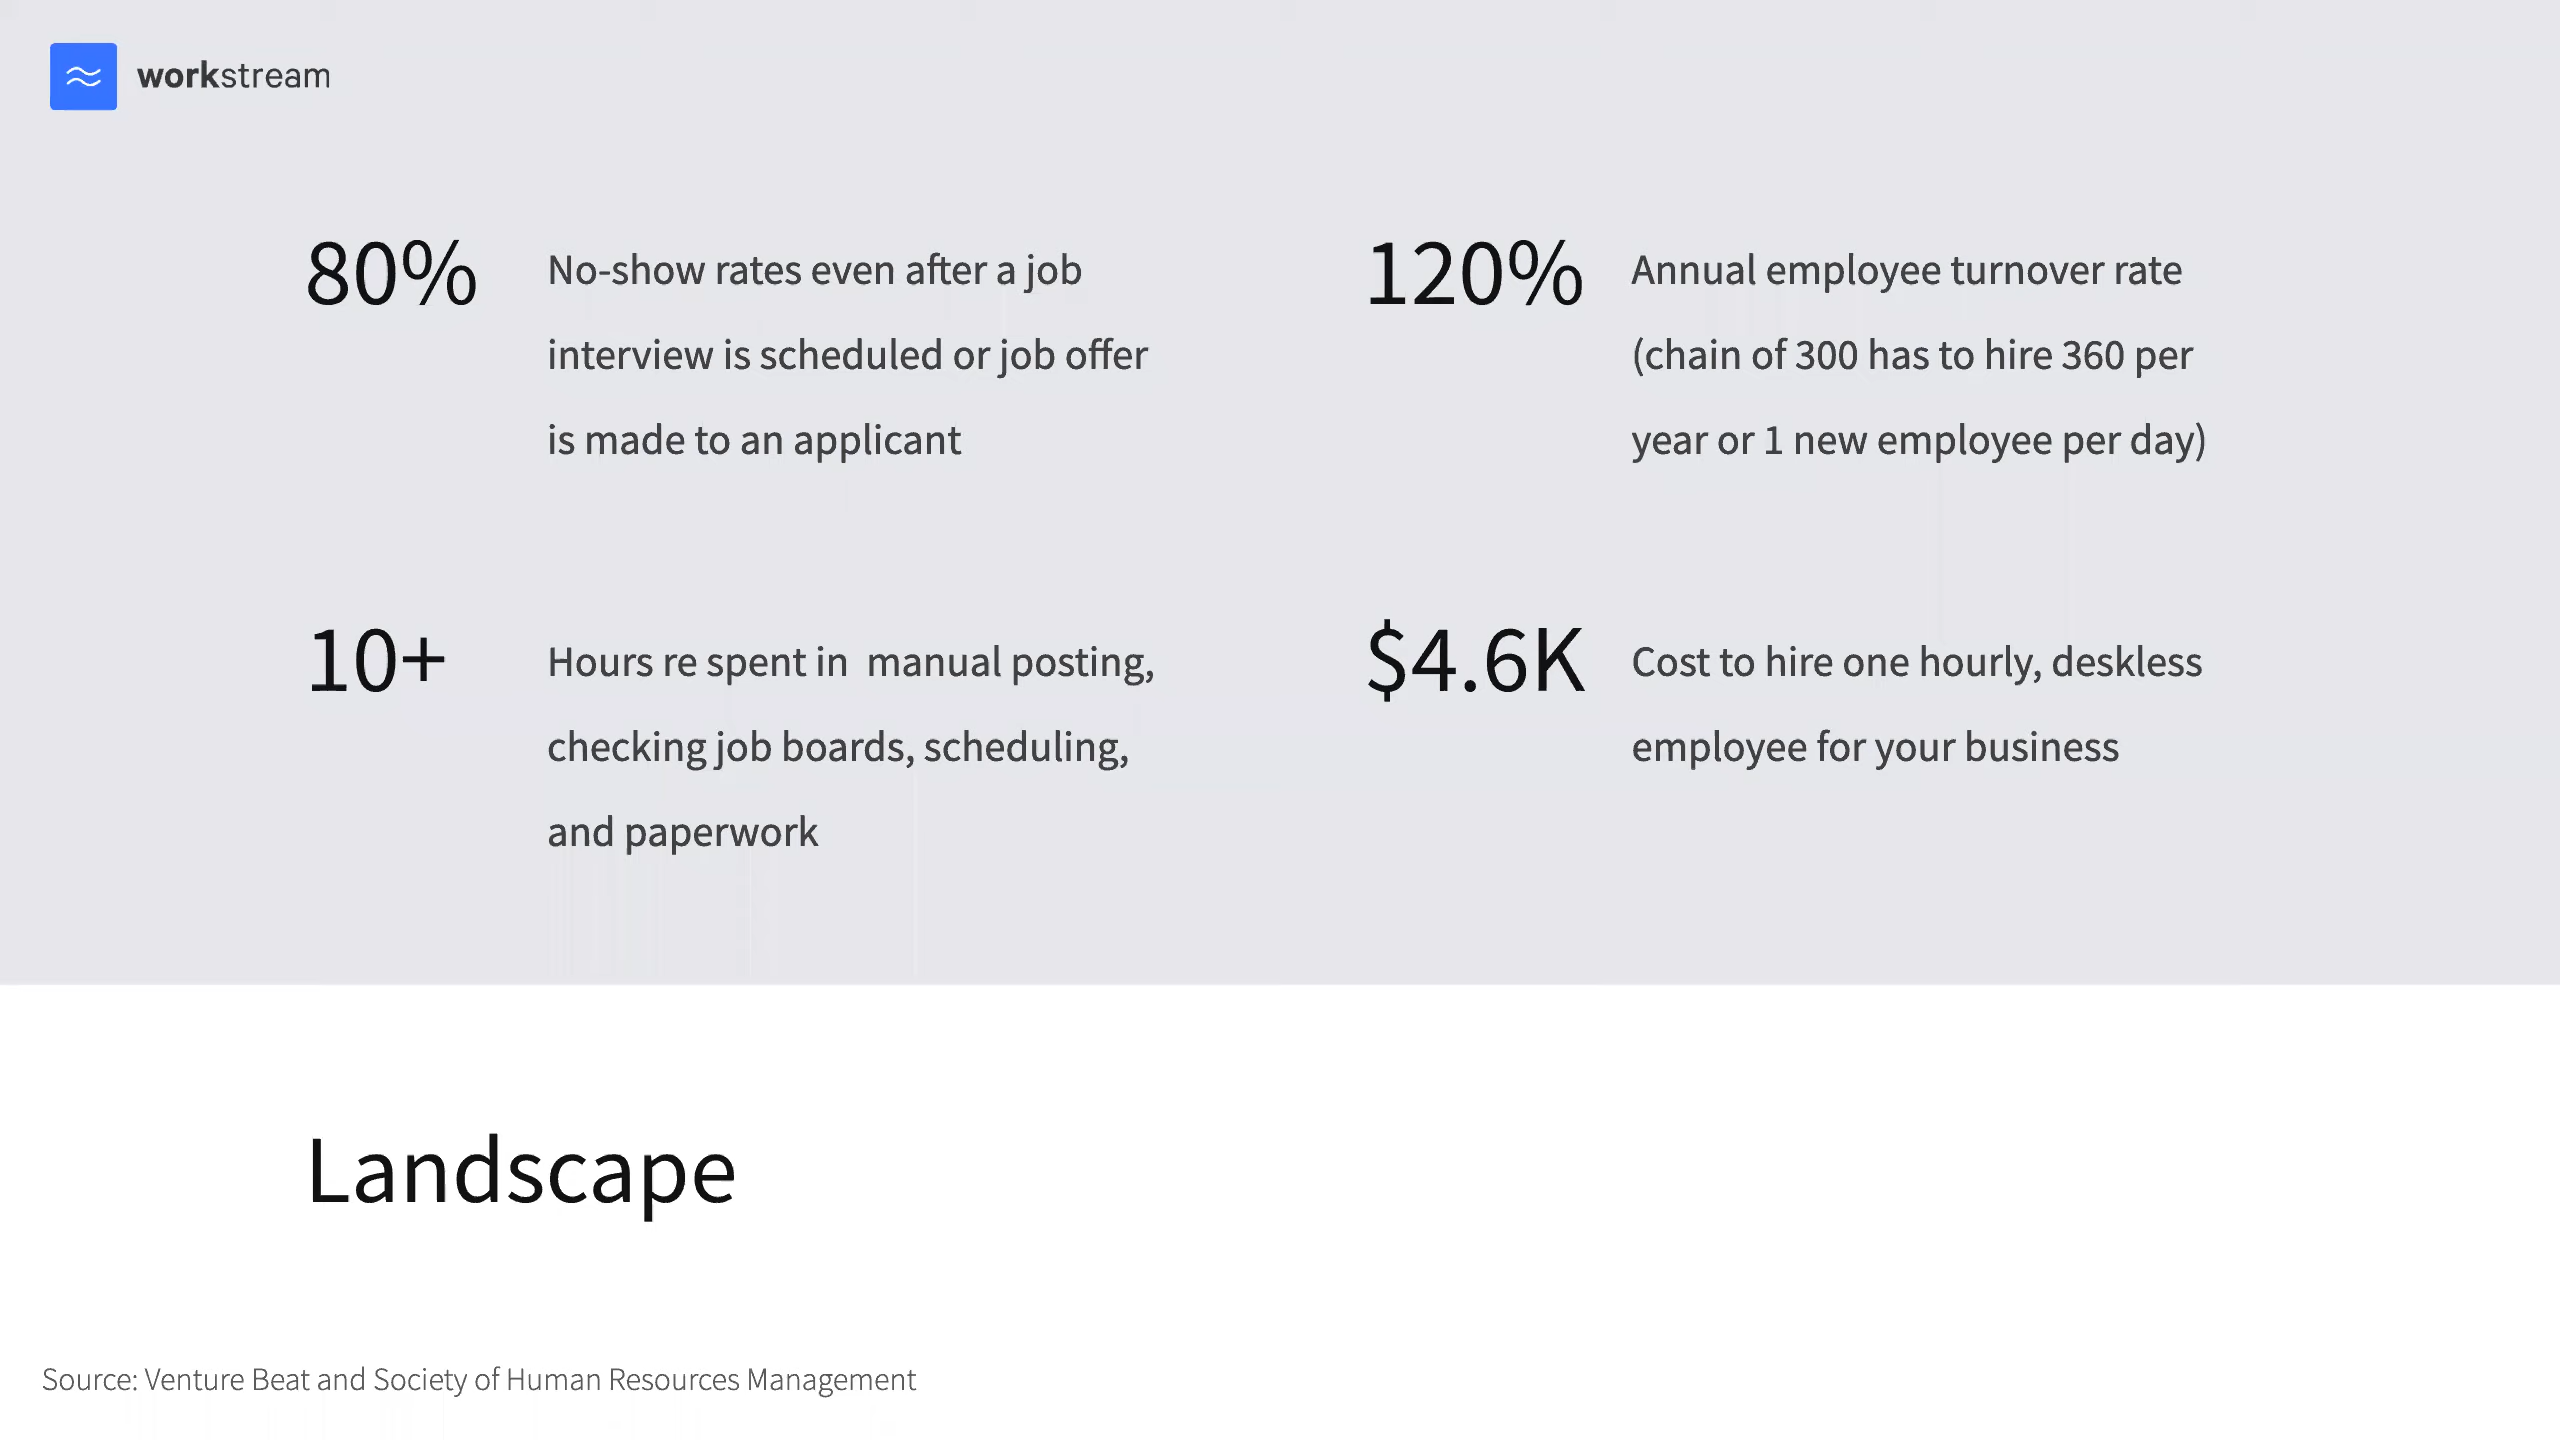 workstream
80%
No-show rates even after a job
interview is scheduled or job offer
is made to an applicant
120%
Annual employee turnover rate
(chain of 300 has to hire 360 per
year or 1 new employee per day)
10+
Hours re spent in  manual posting,
checking job boards, scheduling,
and paperwork
$4.6K
Cost to hire one hourly, deskless
employee for your business
Landscape
Source: Venture Beat and Society of Human Resources Management